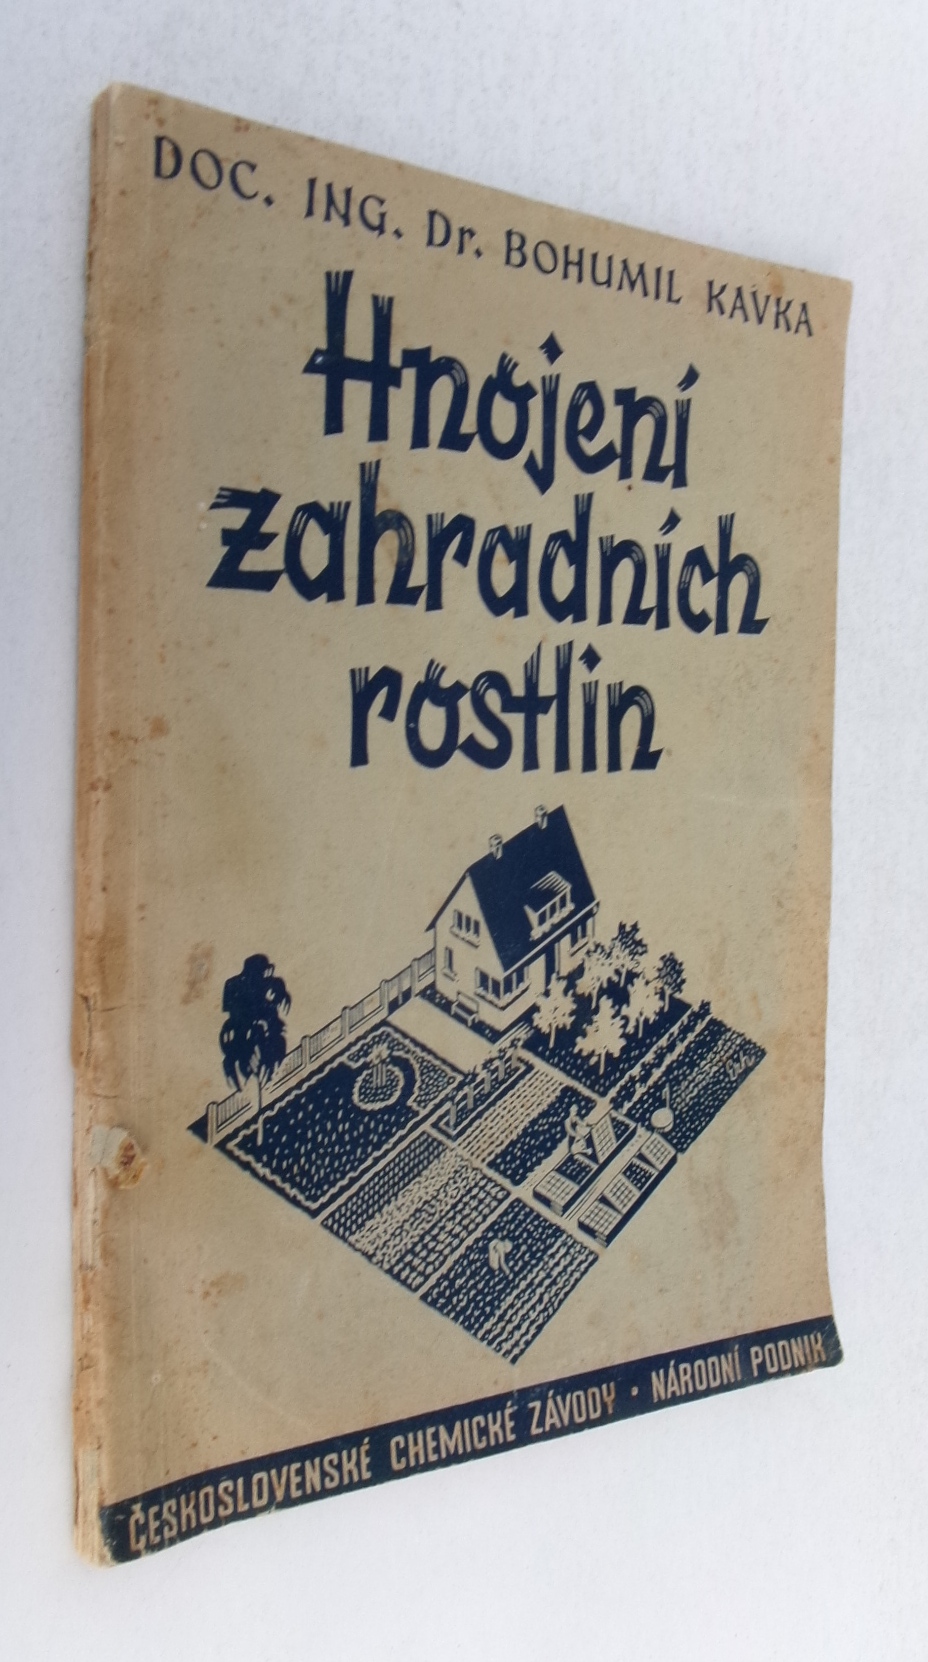 DOC. ING. Dr. BOHUMIL KAVKA
Hnojení
zahradních
rostlin
ČESKOSLOVENSKÉ CHEMICKÉ ZÁVODY • NÁRODNÍ PODNIK